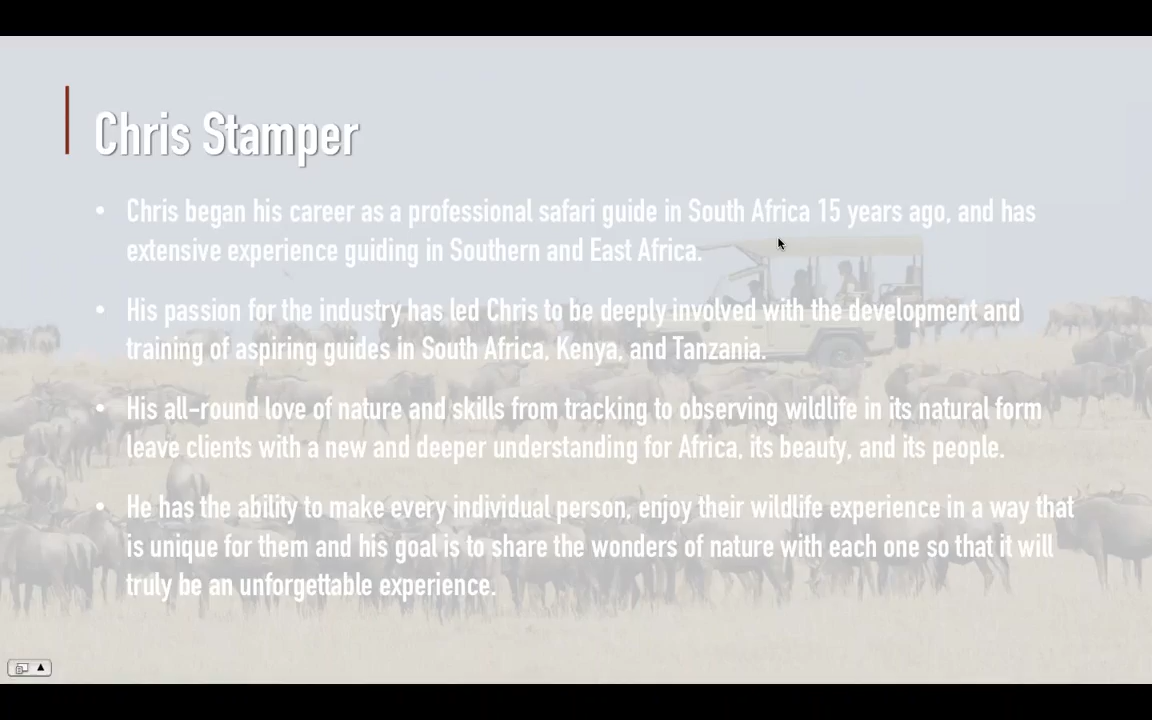 Chris Stamper
• Chris began his career as a professional safari guide in South Africa 15 years ago, and has
extensive experience guiding in Southern and East Africa.
• His passion for the industry has led Chris to be deeply involved with the development and
training of aspiring guides in South Africa, Kenya, and Tanzania.
• His all-round love of nature and skills from tracking to observing wildlife in its natural form
leave clients with a new and deeper understanding for Africa, its beauty, and its people.
• He has the ability to make every individual person, enjoy their wildlife experience in a way that
is unique for them and his goal is to share the wonders of nature with each one so that it will
truly be an unforgettable experience.